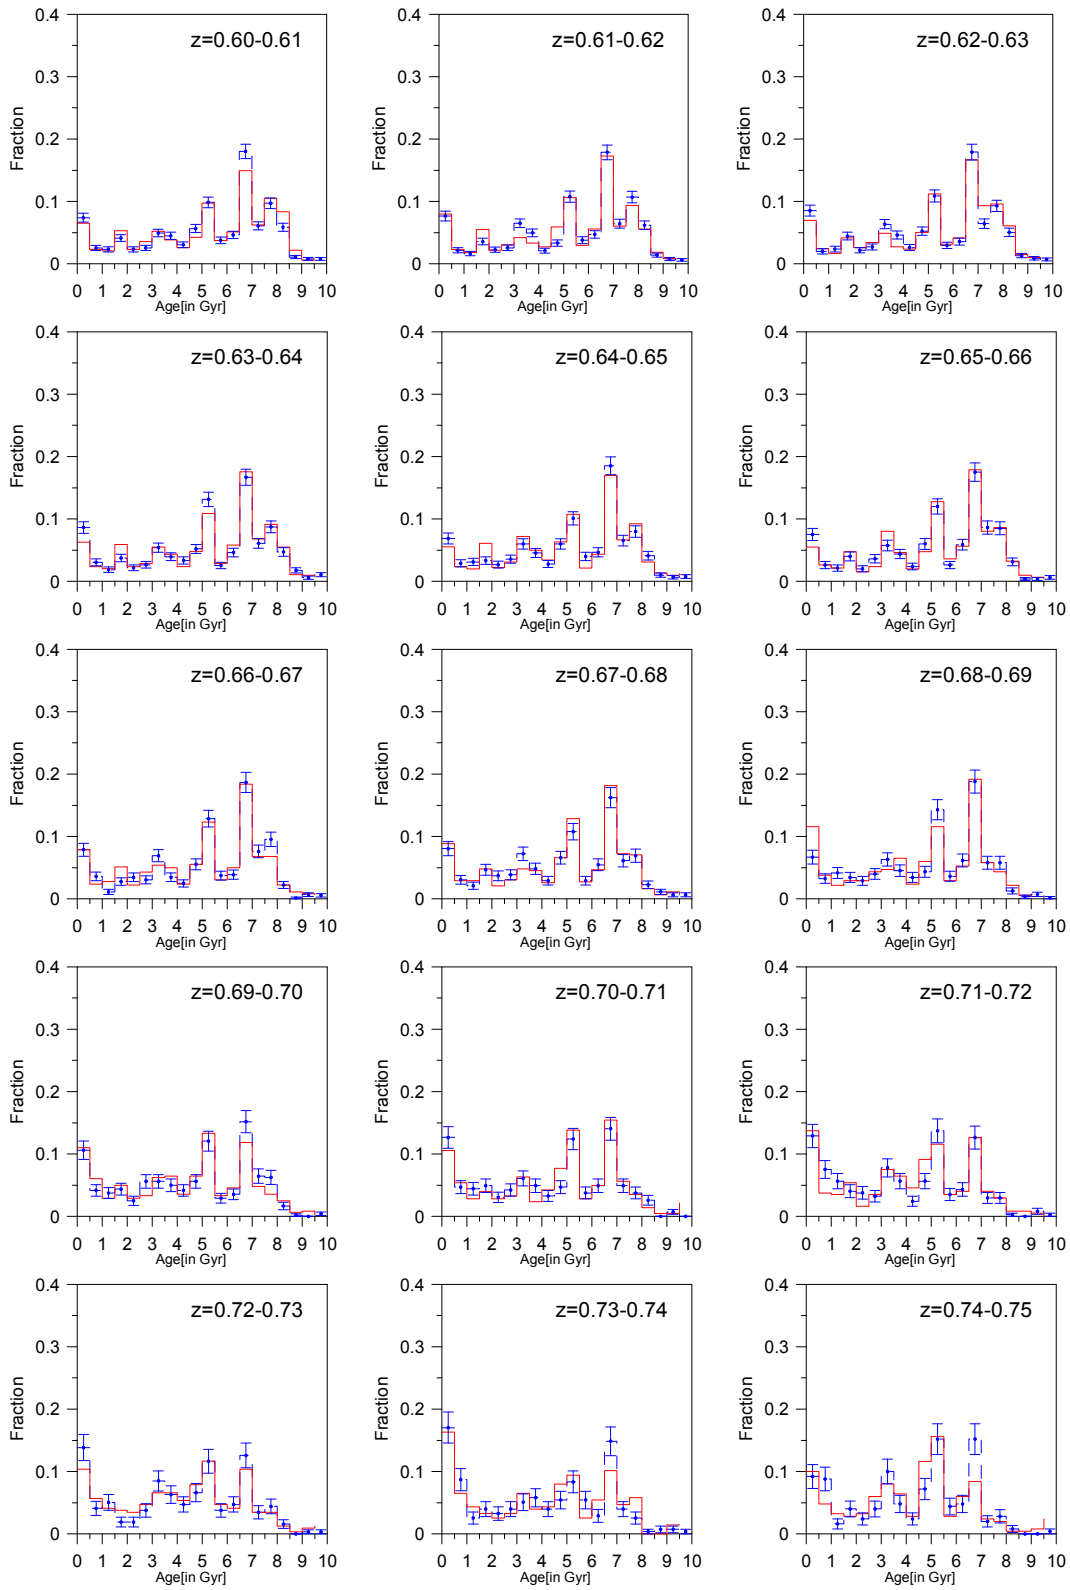 0.4
z=0.60-0.61
0.3
Fraction
0.2
0.1
0
0 1 2 3 4 5 6 7 8 9 10
Age[in Gyr]
0.4
z=0.61-0.62
0.3
Fraction
0.2
0.1
0
0 1 2 3 4 5 6 7 8 9 10
Age[in Gyr]
0.4
z=0.62-0.63
0.3
Fraction
0.2
0.1
0
0 1 2 3 4 5 6 7 8 9 10
Age[in Gyr]
0.4
z=0.63-0.64
0.3
Fraction
0.2
0.1
0
0 1 2 3 4 5 6 7 8 9 10
Age[in Gyr]
0.4
z=0.64-0.65
0.3
Fraction
0.2
0.1
0
0 1 2 3 4 5 6 7 8 9 10
Age[in Gyr]
0.4
z=0.65-0.66
0.3
Fraction
0.2
0.1
0
0 1 2 3 4 5 6 7 8 9 10
Age[in Gyr]
0.4
z=0.66-0.67
0.3
Fraction
0.2
0.1
0
0 1 2 3 4 5 6 7 8 9 10
Age[in Gyr]
0.4
z=0.67-0.68
0.3
Fraction
0.2
0.1
0
0 1 2 3 4 5 6 7 8 9 10
Age[in Gyr]
0.4
z=0.68-0.69
0.3
Fraction
0.2
0.1
0
0 1 2 3 4 5 6 7 8 9 10
Age[in Gyr]
0.4
z=0.69-0.70
0.3
Fraction
0.2
0.1
0
0 1 2 3 4 5 6 7 8 9 10
Age[in Gyr]
0.4
z=0.70-0.71
0.3
Fraction
0.2
0.1
0
0 1 2 3 4 5 6 7 8 9 10
Age[in Gyr]
0.4
z=0.71-0.72
0.3
Fraction
0.2
0.1
0
0 1 2 3 4 5 6 7 8 9 10
Age[in Gyr]
0.4
z=0.72-0.73
0.3
Fraction
0.2
0.1
0
0 1 2 3 4 5 6 7 8 9 10
Age[in Gyr]
0.4
z=0.73-0.74
0.3
Fraction
0.2
0.1
0
0 1 2 3 4 5 6 7 8 9 10
Age[in Gyr]
0.4
z=0.74-0.75
0.3
Fraction
0.2
0.1
0
0 1 2 3 4 5 6 7 8 9 10
Age[in Gyr]